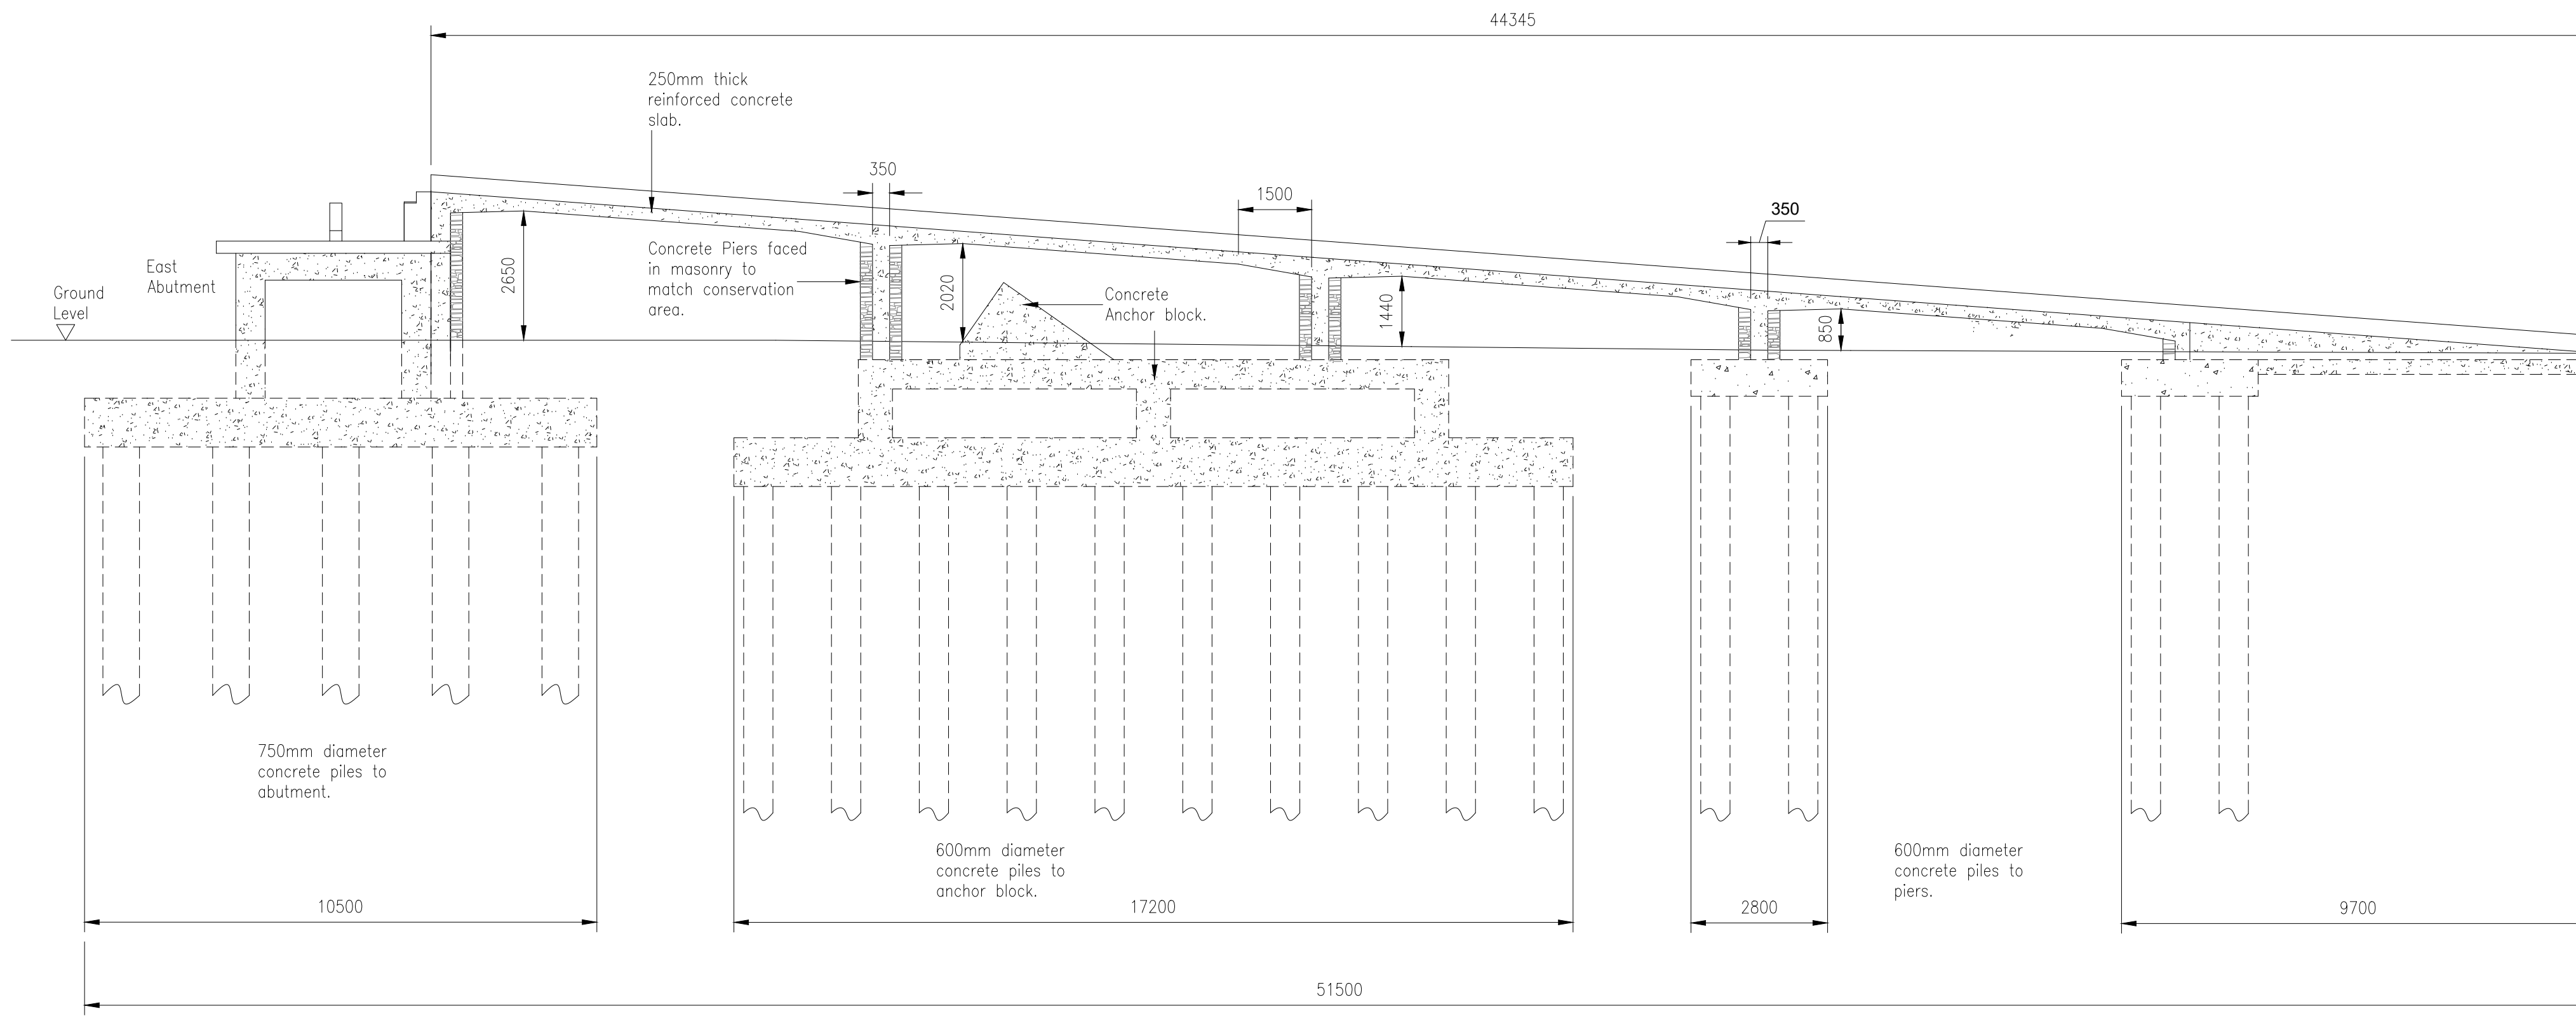 44345
250mm thick
reinforced concrete
slab.
350
1500
350
Concrete Piers faced
in masonry to
match conservation
area.
East
Abutment
Ground
Level
2650
2020
Concrete
Anchor block.
1440
850
750mm diameter
concrete piles to
abutment.
600mm diameter
concrete piles to
anchor block.
600mm diameter
concrete piles to
piers.
10500
17200
2800
9700
51500